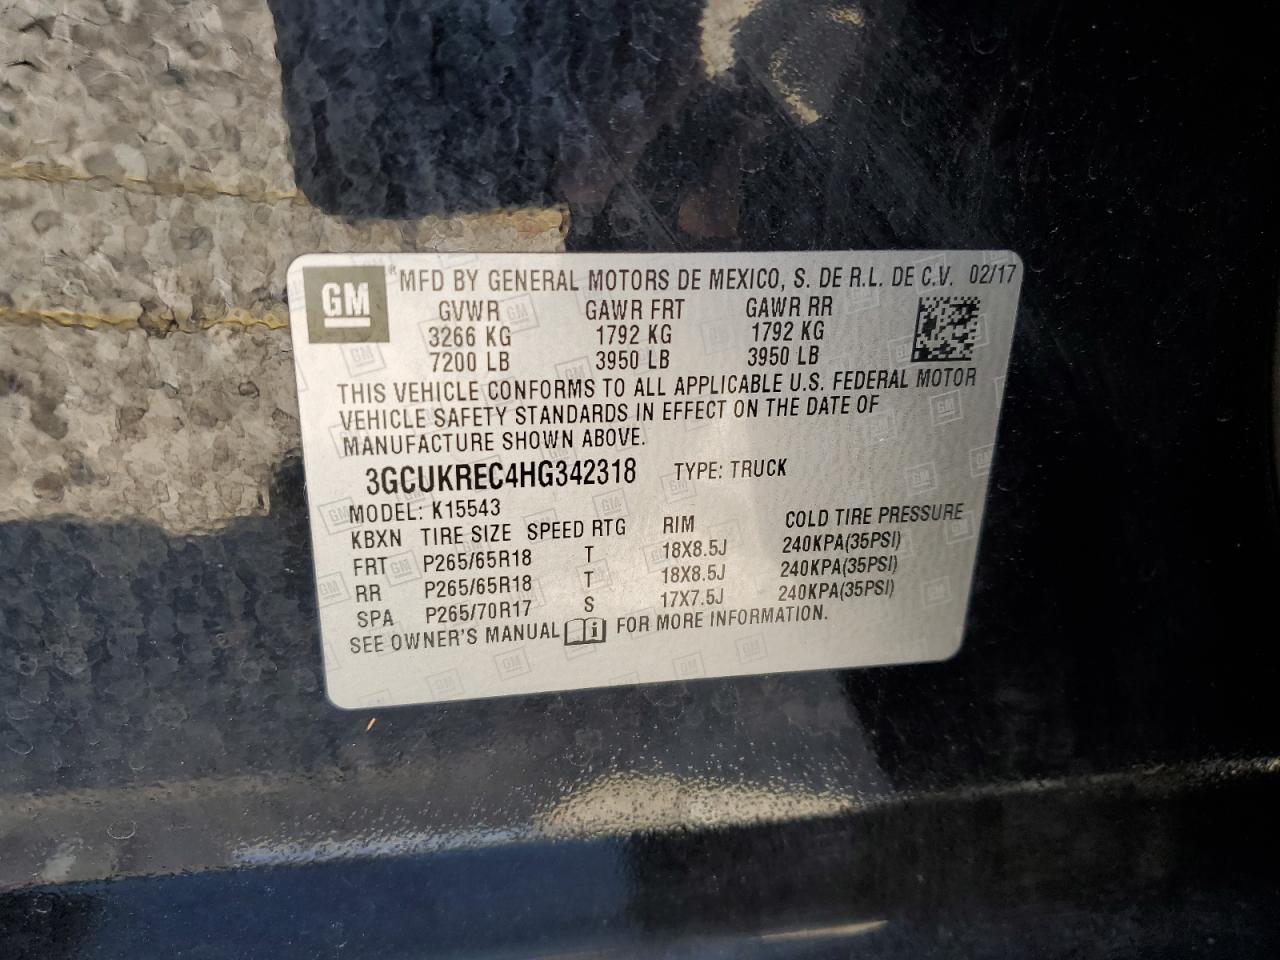 GM
® MFD BY GENERAL MOTORS DE MEXICO, S. DE R.L. DE C.V. 02/17
GVWR GAWR FRT GAWR RR
3266 KG 1792 KG 1792 KG
7200 LB 3950 LB 3950 LB
THIS VEHICLE CONFORMS TO ALL APPLICABLE U.S. FEDERAL MOTOR
VEHICLE SAFETY STANDARDS IN EFFECT ON THE DATE OF
MANUFACTURE SHOWN ABOVE.
3GCUKREC4HG342318 TYPE: TRUCK
MODEL: K15543
KBXN TIRE SIZE SPEED RTG RIM COLD TIRE PRESSURE
FRT P265/65R18 T 18X8.5J 240KPA(35PSI)
RR P265/65R18 T 18X8.5J 240KPA(35PSI)
SPA P265/70R17 S 17X7.5J 240KPA(35PSI)
SEE OWNER'S MANUAL i FOR MORE INFORMATION.